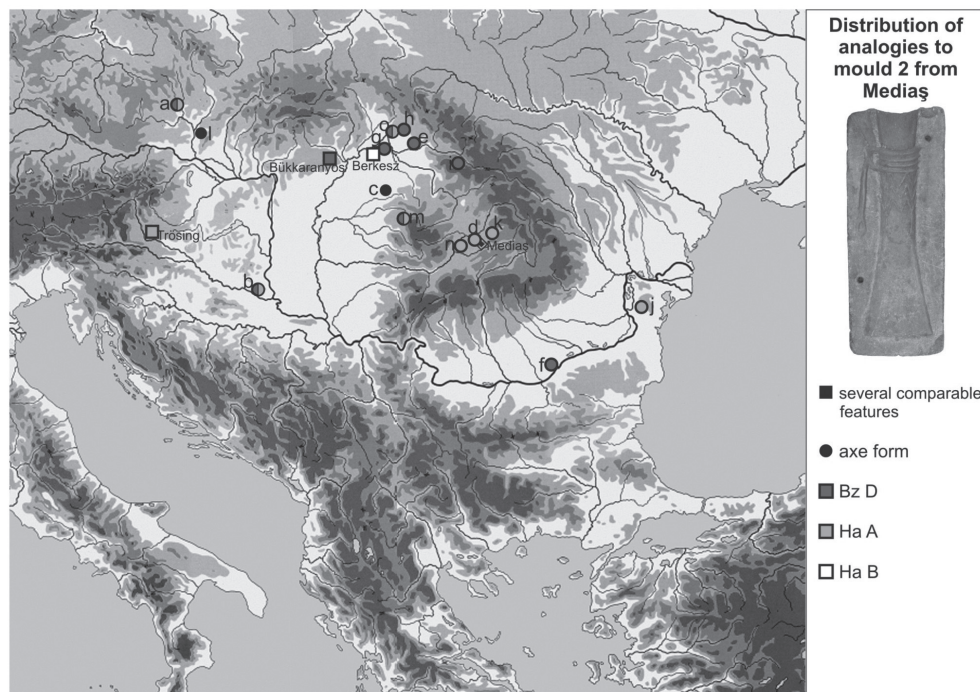 Distribution of
analogies to
mould 2 from
Mediaş
several comparable
features
axe form
Bz D
Ha A
Ha B
a
l
o
h
g
e
Bükkaranyos
Berkesz
i
c
m
d
k
n
Medias
Trösing
b
j
f